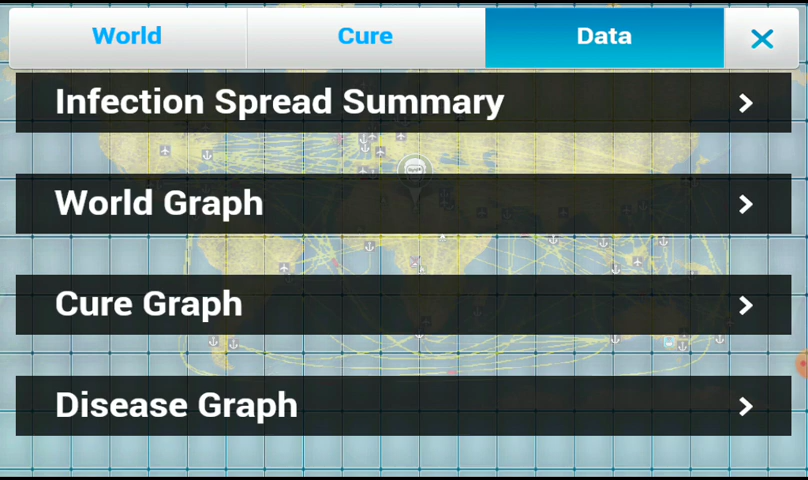 World
Cure
Data
Infection Spread Summary
World Graph
Cure Graph
Disease Graph